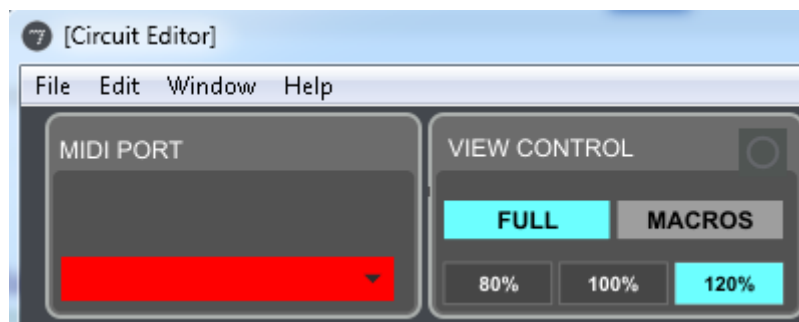 [Circuit Editor]
File Edit Window Help
MIDI PORT
VIEW CONTROL
FULL MACROS
80% 100% 120%